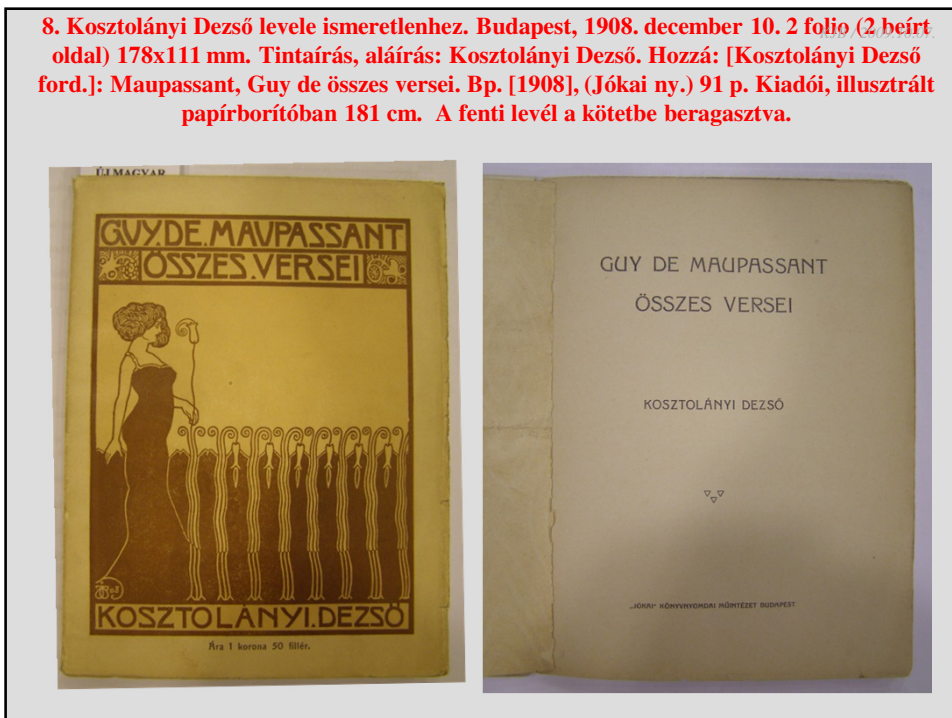 8. Kosztolányi Dezső levele ismeretlenhez. Budapest, 1908. december 10. 2 folio (2 beírt
oldal) 178x111 mm. Tintaírás, aláírás: Kosztolányi Dezső. Hozzá: [Kosztolányi Dezső
ford.]: Maupassant, Guy de összes versei. Bp. [1908], (Jókai ny.) 91 p. Kiadói, illusztrált
papírborítóban 181 cm. A fenti levél a kötetbe beragasztva.
ÚJ MAGYAR
GUY.DE.MAUPASSANT
ÖSSZES.VERSEI
KOSZTOLÁNYI.DEZSŐ
Ára 1 korona 50 fillér.
GUY DE MAUPASSANT
ÖSSZES VERSEI
KOSZTOLÁNYI DEZSŐ
„JÓKAI" KÖNYVNYOMDAI MŰINTÉZET BUDAPEST